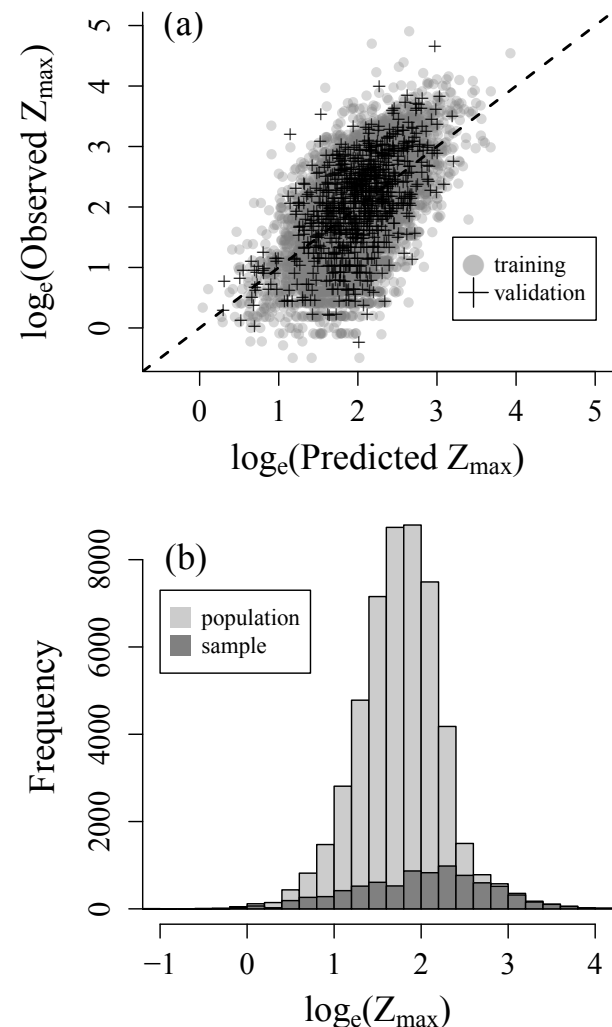 (a)
5
4
3
2
1
0
logₑ(Observed Zₘₐₓ)
training
validation
0 1 2 3 4 5
logₑ(Predicted Zₘₐₓ)
(b)
population
sample
8000
6000
4000
2000
0
Frequency
−1 0 1 2 3 4
logₑ(Zₘₐₓ)